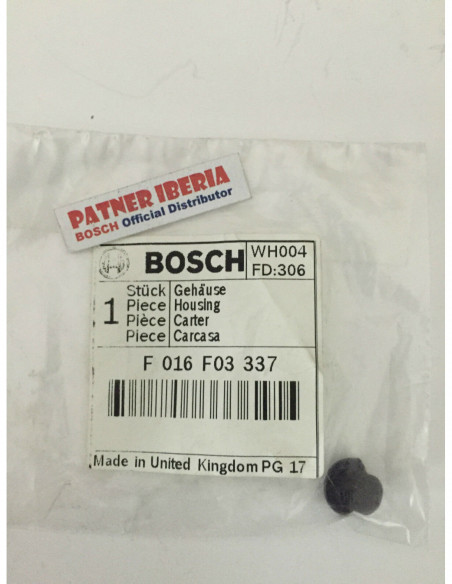 PATNER IBERIA
BOSCH Official Distributor
BOSCH
WH004
FD:306
1
Stück Gehäuse
Piece Housing
Pièce Carter
Piece Carcasa
F 016 F03 337
Made in United Kingdom PG 17